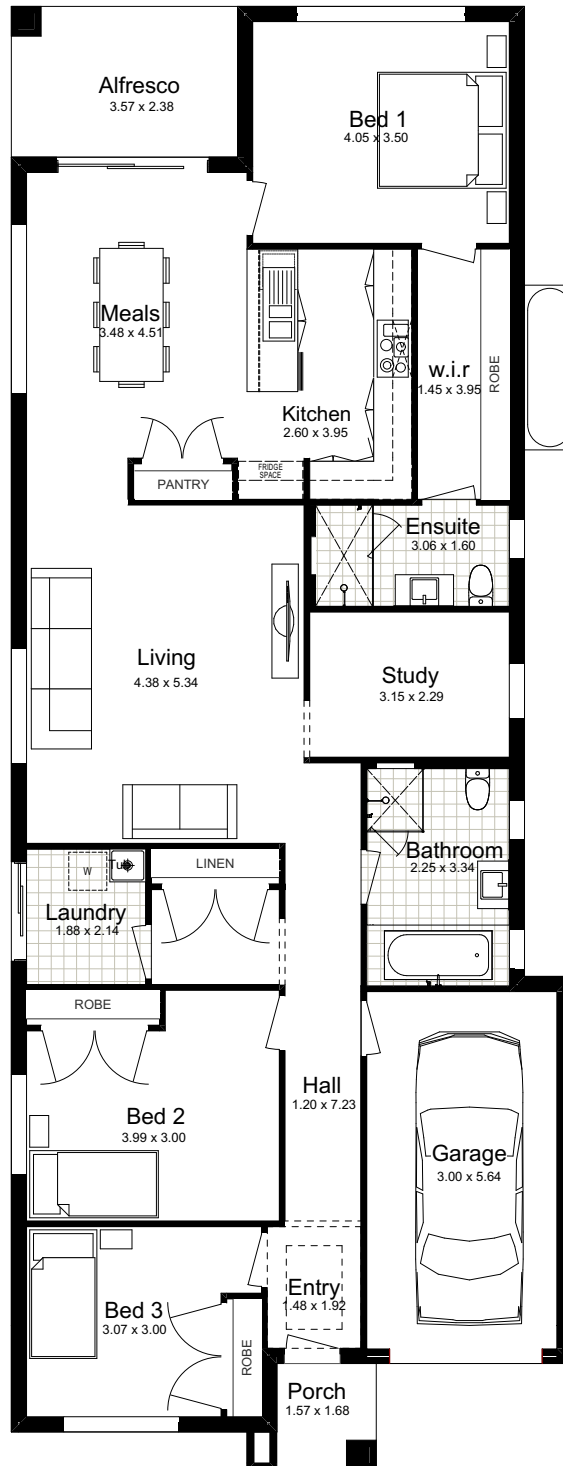 Alfresco
3.57 x 2.38
Bed 1
4.05 x 3.50
Meals
3.48 x 4.51
w.i.r
1.45 x 3.95
ROBE
Kitchen
2.60 x 3.95
FRIDGE
SPACE
PANTRY
Ensuite
3.06 x 1.60
Living
4.38 x 5.34
Study
3.15 x 2.29
Bathroom
2.25 x 3.34
LINEN
W
Tub
Laundry
1.88 x 2.14
ROBE
Hall
1.20 x 7.23
Bed 2
3.99 x 3.00
Garage
3.00 x 5.64
Entry
1.48 x 1.92
Bed 3
3.07 x 3.00
ROBE
Porch
1.57 x 1.68